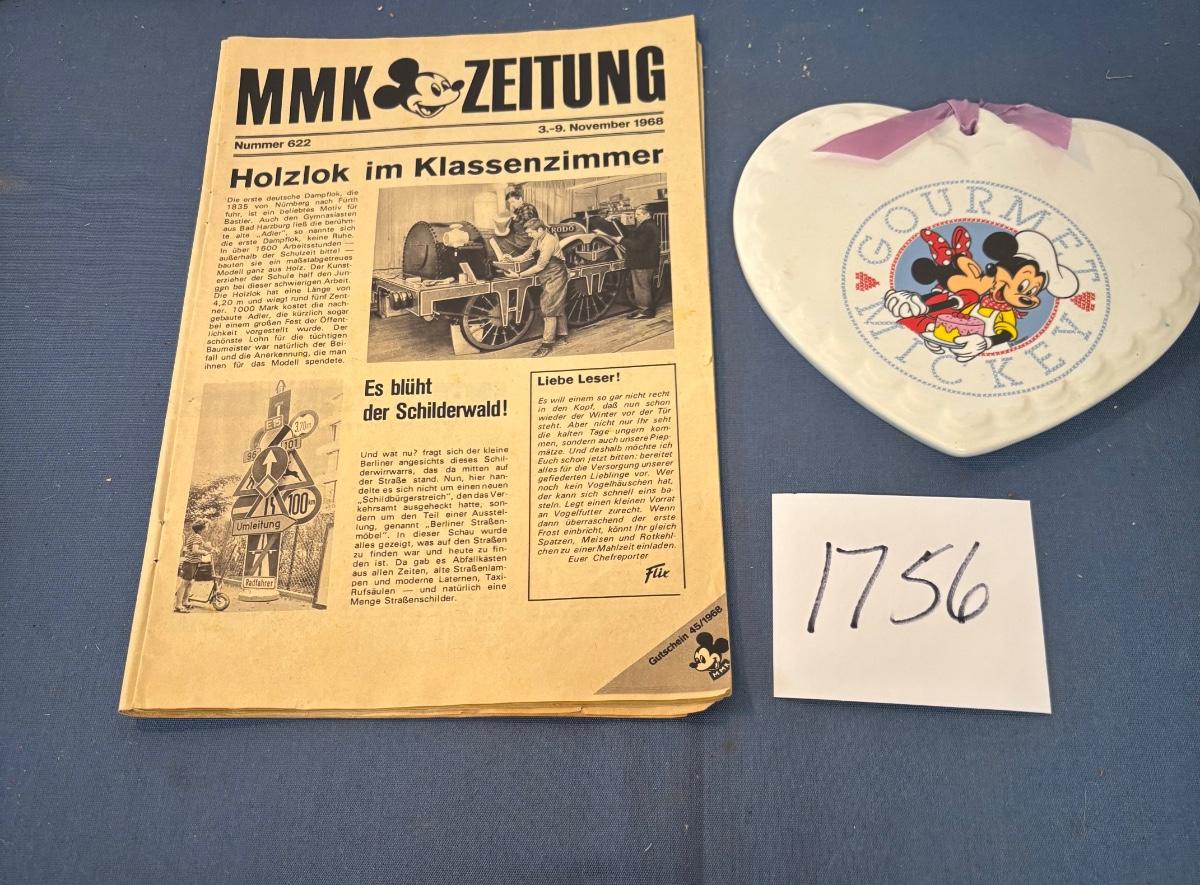 MMK ZEITUNG
Nummer 622
3.-9. November 1968
Holzlok im Klassenzimmer
Die erste deutsche Dampflok, die
1835 von Nürnberg nach Fürth
fuhr, ist ein beliebtes Motiv für
Bastler. Auch den Gymnasiasten
aus Bad Harzburg ließ die berühm-
te alte „Adler", so nannte sich
die erste Dampflok, keine Ruhe.
In über 1600 Arbeitsstunden —
außerhalb der Schulzeit bitte! —
bauten sie ein maßstabgetreues
Modell ganz aus Holz. Der Kunst-
erzieher der Schule half den Jun-
gen bei dieser schwierigen Arbeit.
Die Holzlok hat eine Länge von
4,20 m und wiegt rund fünf Zent-
ner. 1000 Mark kostet die nach-
gebaute Adler, die kürzlich sogar
bei einem großen Fest der Öffent-
lichkeit vorgestellt wurde. Der
schönste Lohn für die tüchtigen
Baumeister war natürlich der Bei-
fall und die Anerkennung, die man
ihnen für das Modell spendete.
KRODO
Es blüht
der Schilderwald!
Und wat nu? fragt sich der kleine
Berliner angesichts dieses Schil-
derwirrwarrs, das da mitten auf
der Straße stand. Nun, hier han-
delte es sich nicht um einen neuen
„Schildbürgerstreich", den das Ver-
kehrsamt ausgeheckt hatte, son-
dern um den Teil einer Ausstel-
lung, genannt „Berliner Straßen-
möbel". In dieser Schau wurde
alles gezeigt, was auf den Straßen
zu finden war und heute zu fin-
den ist. Da gab es Abfallkästen
aus allen Zeiten, alte Straßenlam-
pen und moderne Laternen, Taxi-
Rufsäulen — und natürlich eine
Menge Straßenschilder.
3,70m
101
96
100
km
Umleitung
Radfahrer
Liebe Leser!
Es will einem so gar nicht recht
in den Kopf, daß nun schon
wieder der Winter vor der Tür
steht. Aber nicht nur Ihr seht
die kalten Tage ungern kom-
men, sondern auch unsere Piep-
mätze. Und deshalb möchte ich
Euch schon jetzt bitten: bereitet
alles für die Versorgung unserer
gefiederten Lieblinge vor. Wer
noch kein Vogelhäuschen hat,
der kann sich schnell eins ba-
steln. Legt einen kleinen Vorrat
an Vogelfutter zurecht. Wenn
dann überraschend der erste
Frost einbricht, könnt Ihr gleich
Spatzen, Meisen und Rotkehl-
chen zu einer Mahlzeit einladen.
Euer Chefreporter
Flix
Gutschein 45/1968
MMK
GOURMET
MICKEY
1756